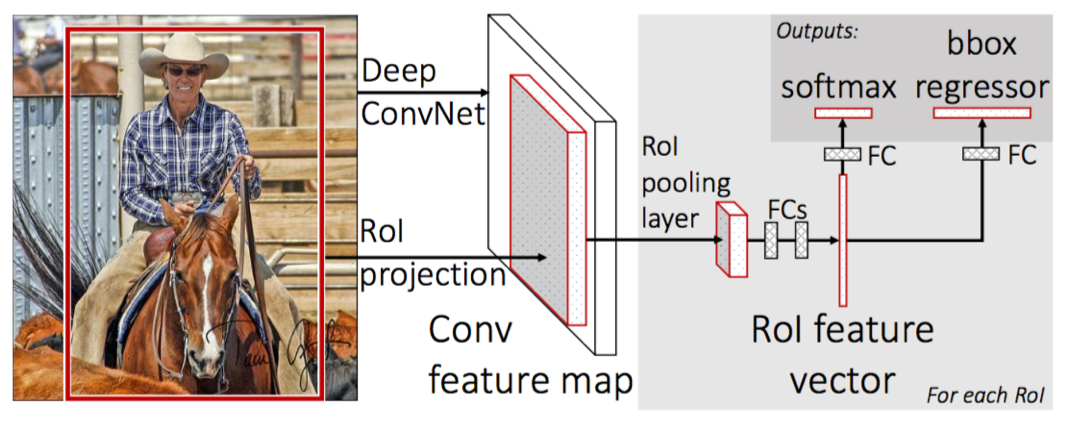 Deep
ConvNet
RoI
projection
Conv
feature map
RoI
pooling
layer
FCs
Outputs:
softmax
bbox
regressor
FC
FC
RoI feature
vector
For each RoI